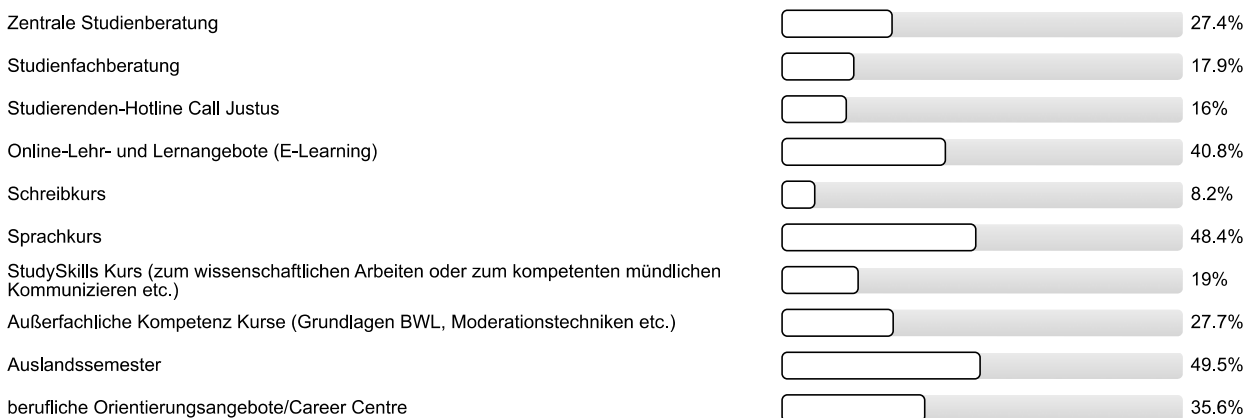 Zentrale Studienberatung 27.4%
Studienfachberatung 17.9%
Studierenden-Hotline Call Justus 16%
Online-Lehr- und Lernangebote (E-Learning) 40.8%
Schreibkurs 8.2%
Sprachkurs 48.4%
StudySkills Kurs (zum wissenschaftlichen Arbeiten oder zum kompetenten mündlichen
Kommunizieren etc.) 19%
Außerfachliche Kompetenz Kurse (Grundlagen BWL, Moderationstechniken etc.) 27.7%
Auslandssemester 49.5%
berufliche Orientierungsangebote/Career Centre 35.6%